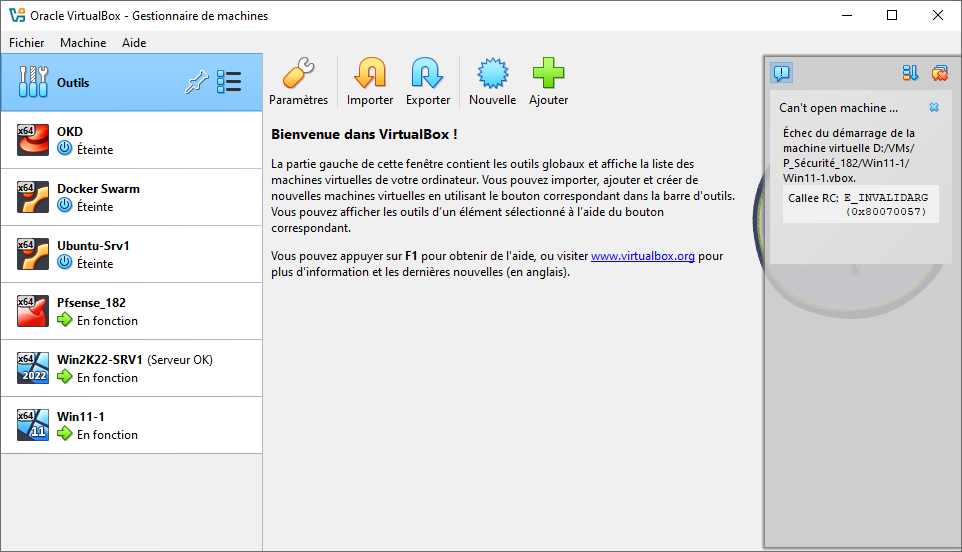 Oracle VirtualBox - Gestionnaire de machines
Fichier Machine Aide
Outils
x64 OKD
Éteinte
x64 Docker Swarm
Éteinte
x64 Ubuntu-Srv1
Éteinte
x64 Pfsense_182
En fonction
x64 2022 Win2K22-SRV1 (Serveur OK)
En fonction
x64 11 Win11-1
En fonction
Paramètres Importer Exporter Nouvelle Ajouter
Bienvenue dans VirtualBox !
La partie gauche de cette fenêtre contient les outils globaux et affiche la liste des
machines virtuelles de votre ordinateur. Vous pouvez importer, ajouter et créer de
nouvelles machines virtuelles en utilisant le bouton correspondant dans la barre d'outils.
Vous pouvez afficher les outils d’un élément sélectionné à l’aide du bouton
correspondant.
Vous pouvez appuyer sur F1 pour obtenir de l'aide, ou visiter www.virtualbox.org pour
plus d'information et les dernières nouvelles (en anglais).
Can't open machine ...
Échec du démarrage de la
machine virtuelle D:/VMs/
P_Sécurité_182/Win11-1/
Win11-1.vbox.
Callee RC: E_INVALIDARG
(0x80070057)